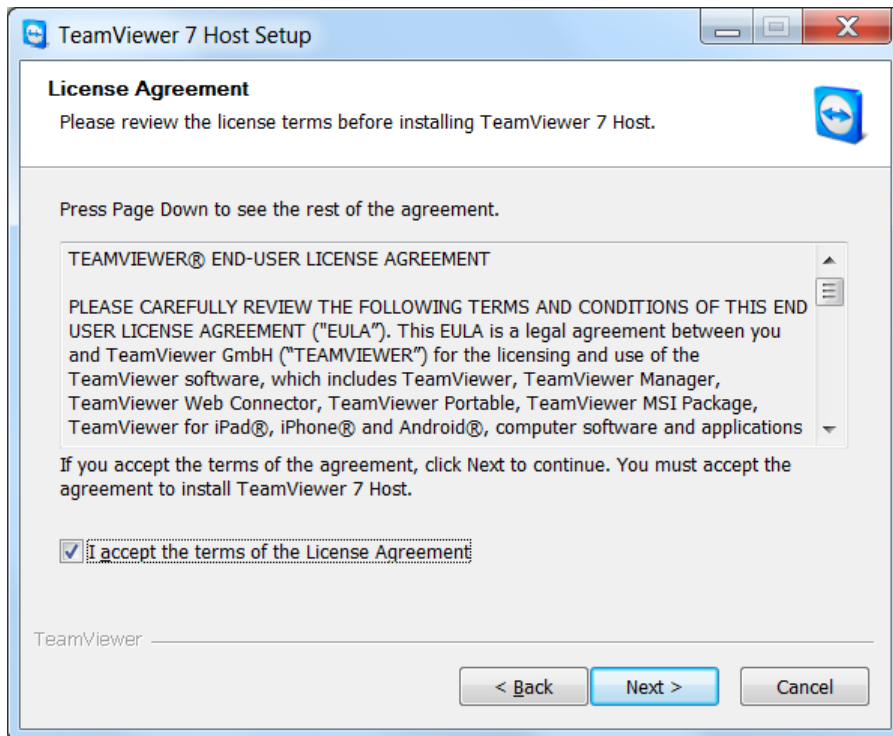 TeamViewer 7 Host Setup
License Agreement
Please review the license terms before installing TeamViewer 7 Host.
Press Page Down to see the rest of the agreement.
TEAMVIEWER® END-USER LICENSE AGREEMENT
PLEASE CAREFULLY REVIEW THE FOLLOWING TERMS AND CONDITIONS OF THIS END
USER LICENSE AGREEMENT ("EULA”). This EULA is a legal agreement between you
and TeamViewer GmbH (“TEAMVIEWER”) for the licensing and use of the
TeamViewer software, which includes TeamViewer, TeamViewer Manager,
TeamViewer Web Connector, TeamViewer Portable, TeamViewer MSI Package,
TeamViewer for iPad®, iPhone® and Android®, computer software and applications
If you accept the terms of the agreement, click Next to continue. You must accept the
agreement to install TeamViewer 7 Host.
I accept the terms of the License Agreement
TeamViewer
< Back Next > Cancel